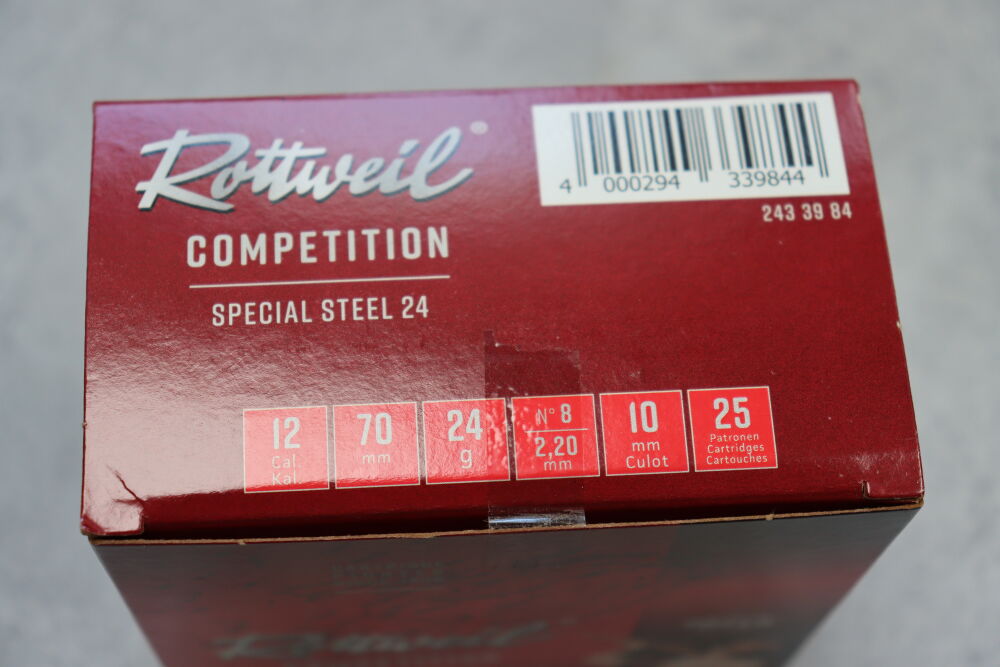 Rottweil®
COMPETITION
SPECIAL STEEL 24
4 000294 339844
243 39 84
12
Cal.
Kal.
70
mm
24
g
N° 8
2,20
mm
10
mm
Culot
25
Patronen
Cartridges
Cartouches
Rottweil